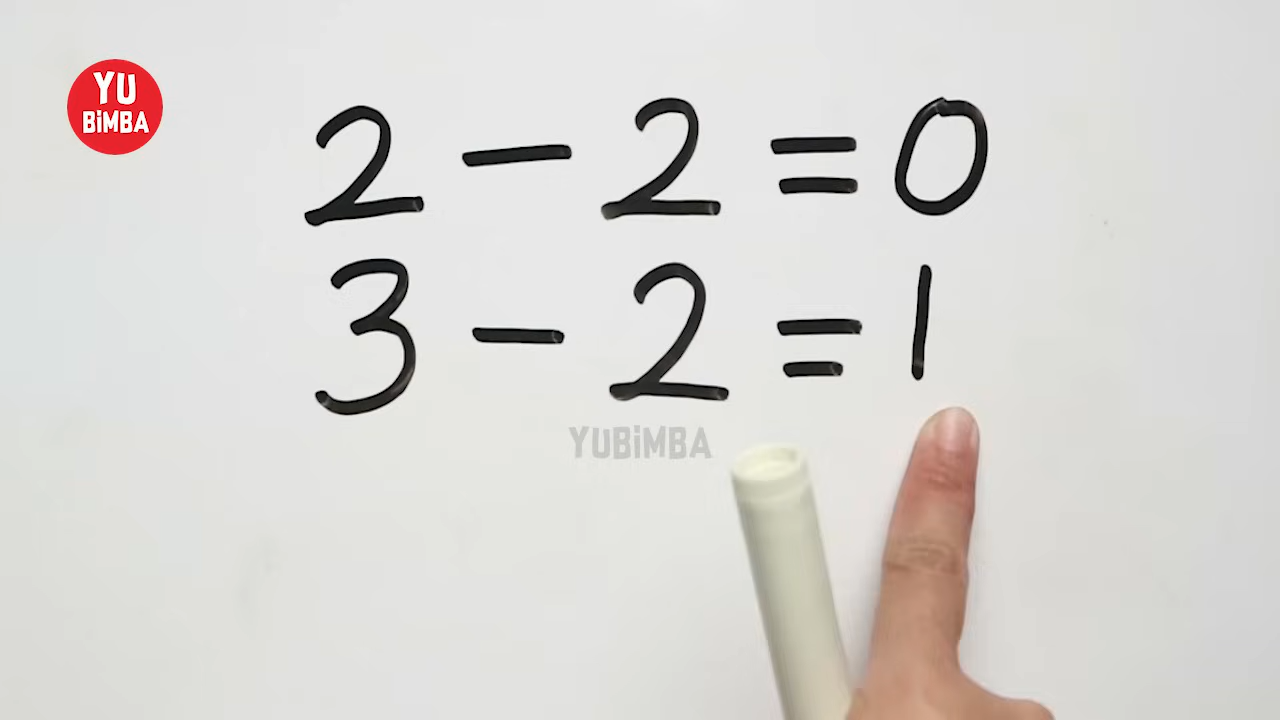 YU
BiMBA
2 - 2 = 0
3 - 2 = 1
YUBiMBA